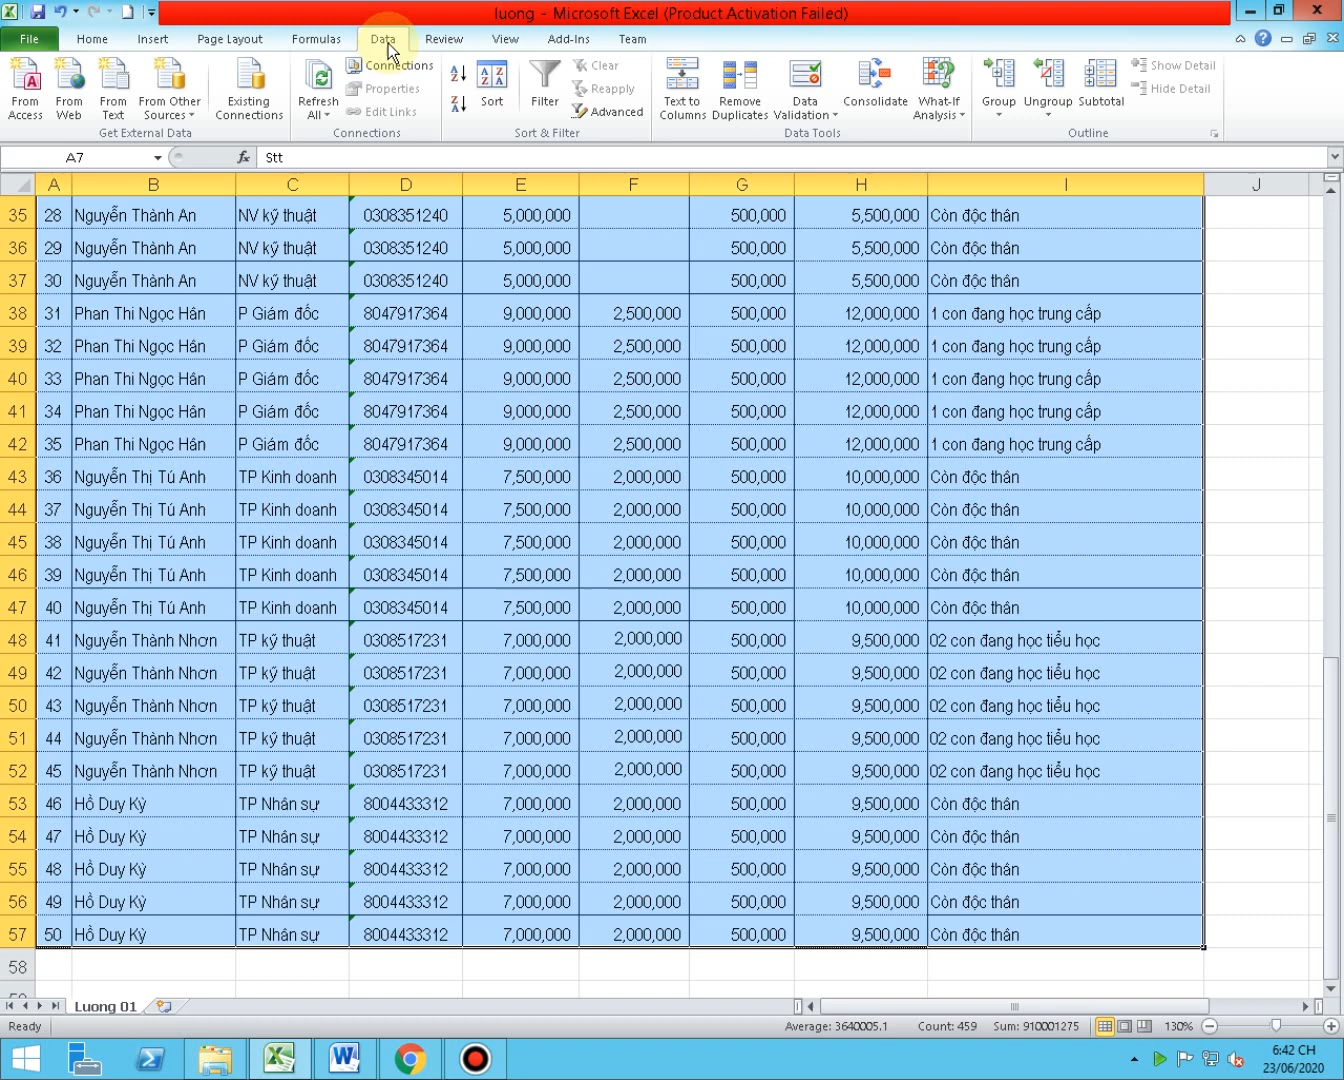 luong - Microsoft Excel (Product Activation Failed)
File Home Insert Page Layout Formulas Data Review View Add-Ins Team
From Access
From Web
From Text
From Other Sources
Existing Connections
Get External Data
Refresh All
Connections
Properties
Edit Links
Connections
Sort
Filter
Clear
Reapply
Advanced
Sort & Filter
Text to Columns
Remove Duplicates
Data Validation
Consolidate
What-If Analysis
Data Tools
Group
Ungroup
Subtotal
Show Detail
Hide Detail
Outline
A7 fx Stt
A B C D E F G H I J
35 28 Nguyễn Thành An NV kỹ thuật 0308351240 5,000,000 500,000 5,500,000 Còn độc thân
36 29 Nguyễn Thành An NV kỹ thuật 0308351240 5,000,000 500,000 5,500,000 Còn độc thân
37 30 Nguyễn Thành An NV kỹ thuật 0308351240 5,000,000 500,000 5,500,000 Còn độc thân
38 31 Phan Thi Ngọc Hân P Giám đốc 8047917364 9,000,000 2,500,000 500,000 12,000,000 1 con đang học trung cấp
39 32 Phan Thi Ngọc Hân P Giám đốc 8047917364 9,000,000 2,500,000 500,000 12,000,000 1 con đang học trung cấp
40 33 Phan Thi Ngọc Hân P Giám đốc 8047917364 9,000,000 2,500,000 500,000 12,000,000 1 con đang học trung cấp
41 34 Phan Thi Ngọc Hân P Giám đốc 8047917364 9,000,000 2,500,000 500,000 12,000,000 1 con đang học trung cấp
42 35 Phan Thi Ngọc Hân P Giám đốc 8047917364 9,000,000 2,500,000 500,000 12,000,000 1 con đang học trung cấp
43 36 Nguyễn Thị Tú Anh TP Kinh doanh 0308345014 7,500,000 2,000,000 500,000 10,000,000 Còn độc thân
44 37 Nguyễn Thị Tú Anh TP Kinh doanh 0308345014 7,500,000 2,000,000 500,000 10,000,000 Còn độc thân
45 38 Nguyễn Thị Tú Anh TP Kinh doanh 0308345014 7,500,000 2,000,000 500,000 10,000,000 Còn độc thân
46 39 Nguyễn Thị Tú Anh TP Kinh doanh 0308345014 7,500,000 2,000,000 500,000 10,000,000 Còn độc thân
47 40 Nguyễn Thị Tú Anh TP Kinh doanh 0308345014 7,500,000 2,000,000 500,000 10,000,000 Còn độc thân
48 41 Nguyễn Thành Nhơn TP kỹ thuật 0308517231 7,000,000 2,000,000 500,000 9,500,000 02 con đang học tiểu học
49 42 Nguyễn Thành Nhơn TP kỹ thuật 0308517231 7,000,000 2,000,000 500,000 9,500,000 02 con đang học tiểu học
50 43 Nguyễn Thành Nhơn TP kỹ thuật 0308517231 7,000,000 2,000,000 500,000 9,500,000 02 con đang học tiểu học
51 44 Nguyễn Thành Nhơn TP kỹ thuật 0308517231 7,000,000 2,000,000 500,000 9,500,000 02 con đang học tiểu học
52 45 Nguyễn Thành Nhơn TP kỹ thuật 0308517231 7,000,000 2,000,000 500,000 9,500,000 02 con đang học tiểu học
53 46 Hồ Duy Kỳ TP Nhân sự 8004433312 7,000,000 2,000,000 500,000 9,500,000 Còn độc thân
54 47 Hồ Duy Kỳ TP Nhân sự 8004433312 7,000,000 2,000,000 500,000 9,500,000 Còn độc thân
55 48 Hồ Duy Kỳ TP Nhân sự 8004433312 7,000,000 2,000,000 500,000 9,500,000 Còn độc thân
56 49 Hồ Duy Kỳ TP Nhân sự 8004433312 7,000,000 2,000,000 500,000 9,500,000 Còn độc thân
57 50 Hồ Duy Kỳ TP Nhân sự 8004433312 7,000,000 2,000,000 500,000 9,500,000 Còn độc thân
58
Luong 01
Ready Average: 3640005.1 Count: 459 Sum: 910001275 130%
6:42 CH
23/06/2020